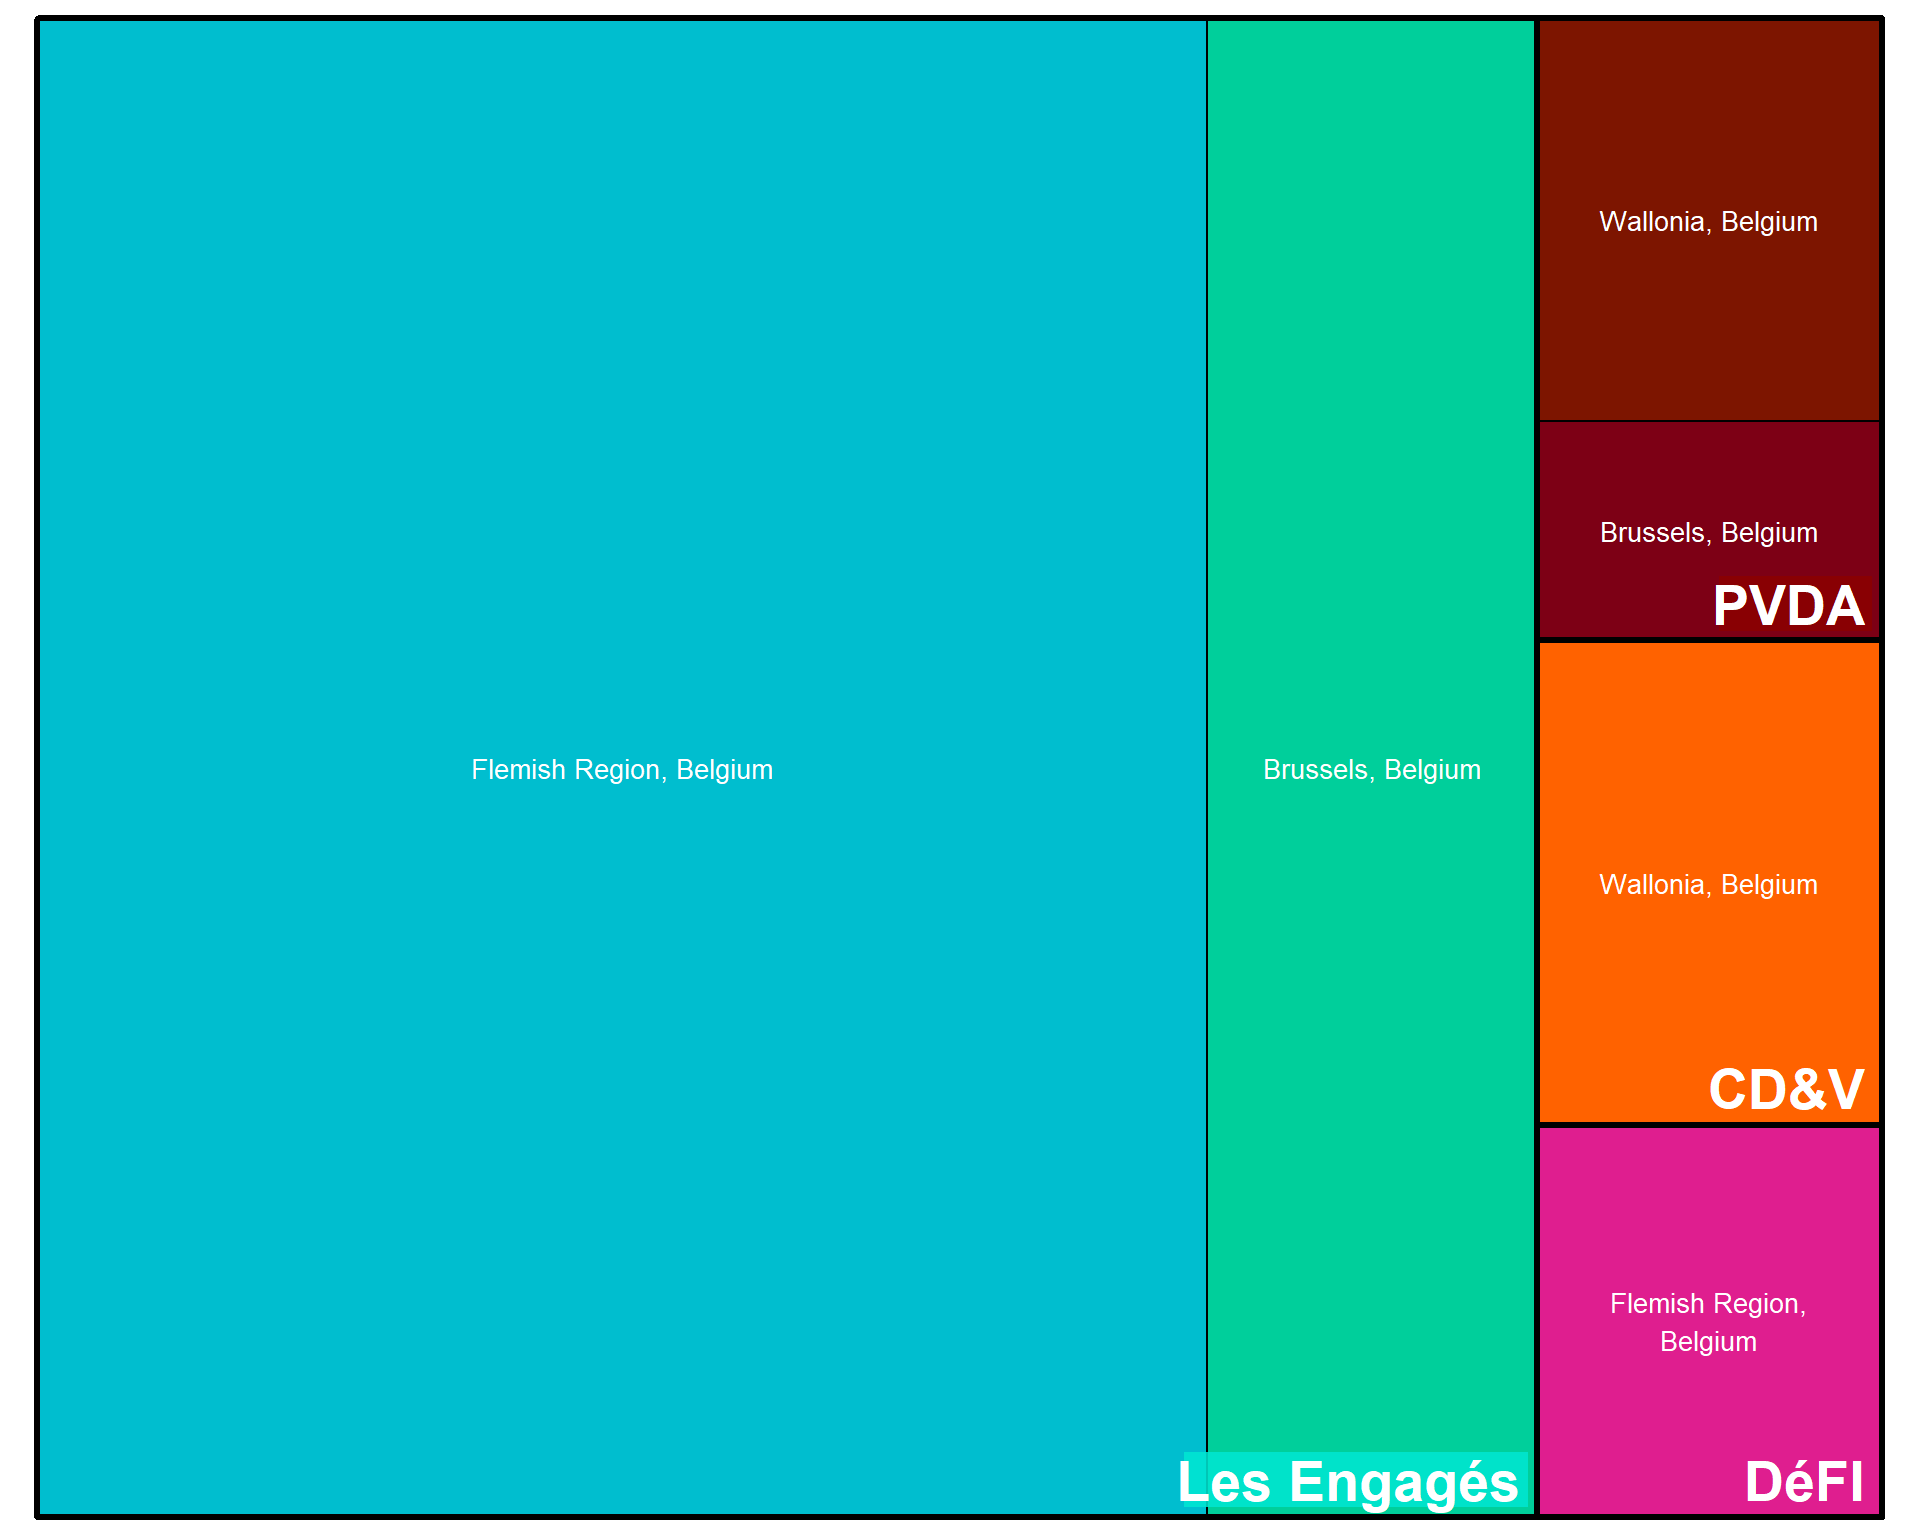 Flemish Region, Belgium
Brussels, Belgium
Les Engagés
Wallonia, Belgium
Brussels, Belgium
PVDA
Wallonia, Belgium
CD&V
Flemish Region,
Belgium
DéFI